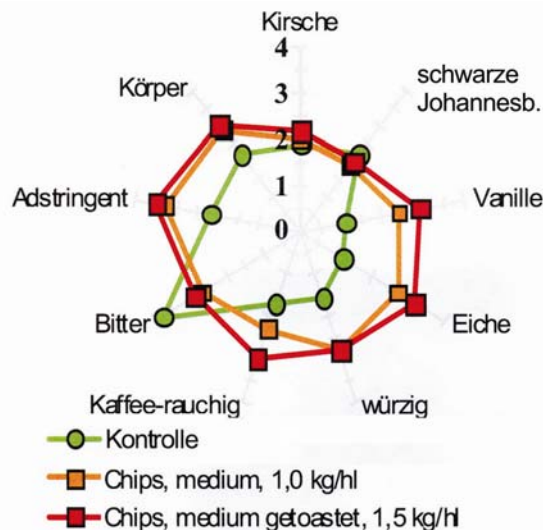 Kirsche
4
3
2
1
0
schwarze
Johannesb.
Vanille
Eiche
würzig
Kaffee-rauchig
Bitter
Adstringent
Körper
Kontrolle
Chips, medium, 1,0 kg/hl
Chips, medium getoastet, 1,5 kg/hl